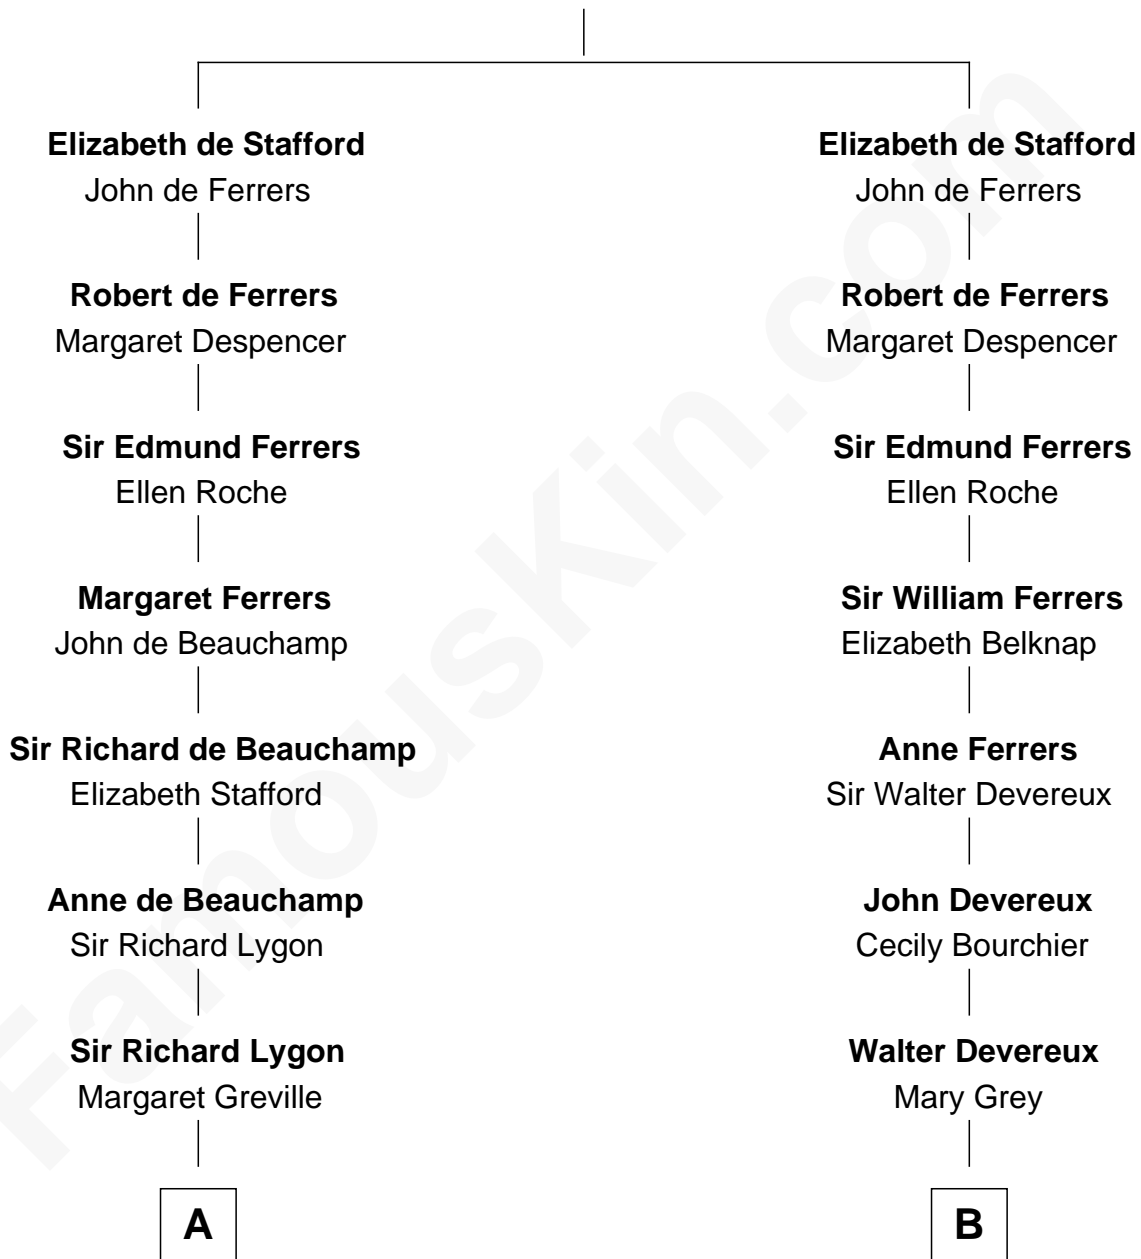 Elizabeth de Stafford
John de Ferrers
Robert de Ferrers
Margaret Despencer
Sir Edmund Ferrers
Ellen Roche
Margaret Ferrers
John de Beauchamp
Sir Richard de Beauchamp
Elizabeth Stafford
Anne de Beauchamp
Sir Richard Lygon
Sir Richard Lygon
Margaret Greville
A
Elizabeth de Stafford
John de Ferrers
Robert de Ferrers
Margaret Despencer
Sir Edmund Ferrers
Ellen Roche
Sir William Ferrers
Elizabeth Belknap
Anne Ferrers
Sir Walter Devereux
John Devereux
Cecily Bourchier
Walter Devereux
Mary Grey
B
FamousKin.com